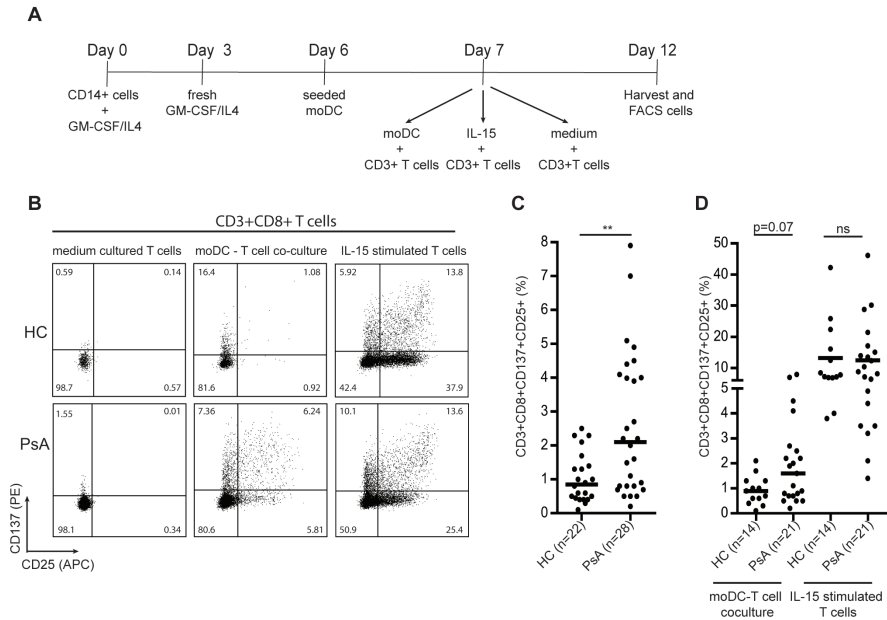 A
Day 0
Day 3
Day 6
Day 7
Day 12
CD14+ cells
+
GM-CSF/IL4
fresh
GM-CSF/IL4
seeded
moDC
Harvest and
FACS cells
moDC
+
CD3+ T cells
IL-15
+
CD3+ T cells
medium
+
CD3+T cells
B
CD3+CD8+ T cells
medium cultured T cells
moDC - T cell co-culture
IL-15 stimulated T cells
HC
0.59
0.14
98.7
0.57
16.4
1.08
81.6
0.92
5.92
13.8
42.4
37.9
PsA
1.55
0.01
98.1
0.34
7.36
6.24
80.6
5.81
10.1
13.6
50.9
25.4
CD137 (PE)
CD25 (APC)
C
**
CD3+CD8+CD137+CD25+ (%)
8
7
6
5
4
3
2
1
0
HC (n=22)
PsA (n=28)
D
p=0.07
ns
CD3+CD8+CD137+CD25+ (%)
50
40
30
20
10
5
4
3
2
1
0
HC (n=14)
PsA (n=21)
HC (n=14)
PsA (n=21)
moDC-T cell
coculture
IL-15 stimulated
T cells